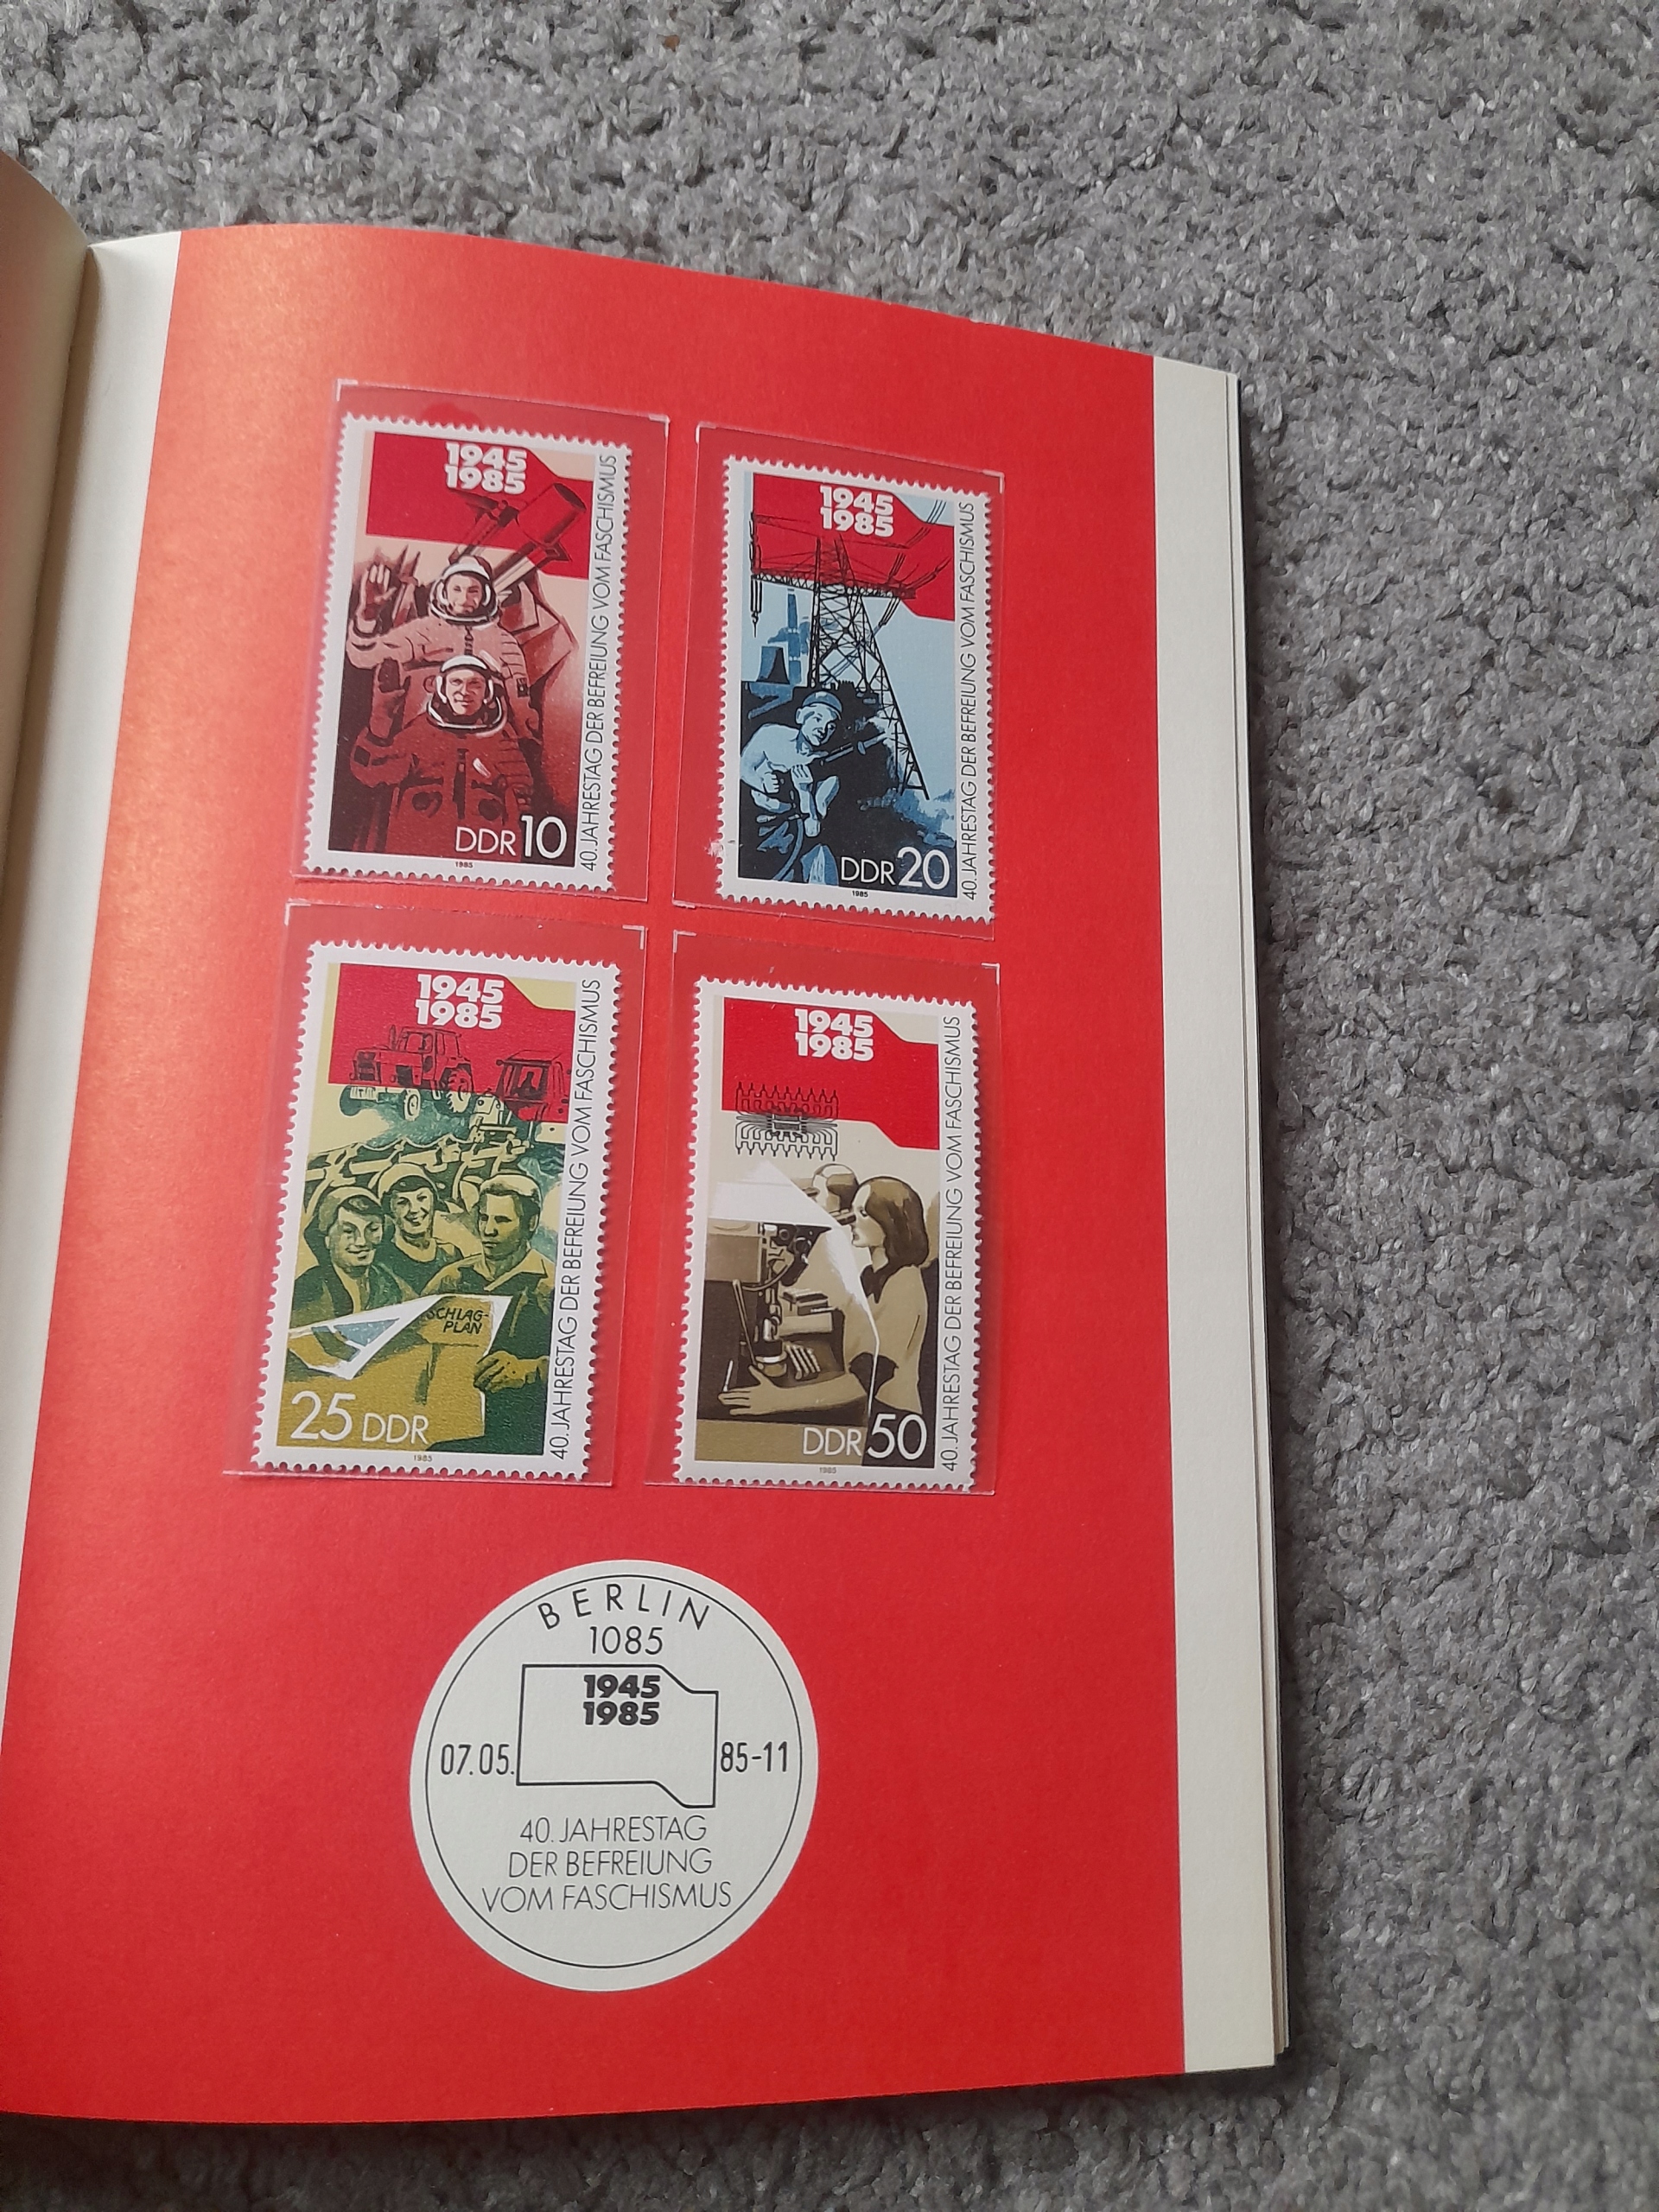 1945
1985
40. JAHRESTAG DER BEFREIUNG VOM FASCHISMUS
DDR 10
1985
1945
1985
40. JAHRESTAG DER BEFREIUNG VOM FASCHISMUS
DDR 20
1985
1945
1985
40. JAHRESTAG DER BEFREIUNG VOM FASCHISMUS
SCHLAG-
PLAN
25 DDR
1985
1945
1985
40. JAHRESTAG DER BEFREIUNG VOM FASCHISMUS
DDR 50
1985
BERLIN
1085
1945
1985
07.05. 85-11
40. JAHRESTAG
DER BEFREIUNG
VOM FASCHISMUS